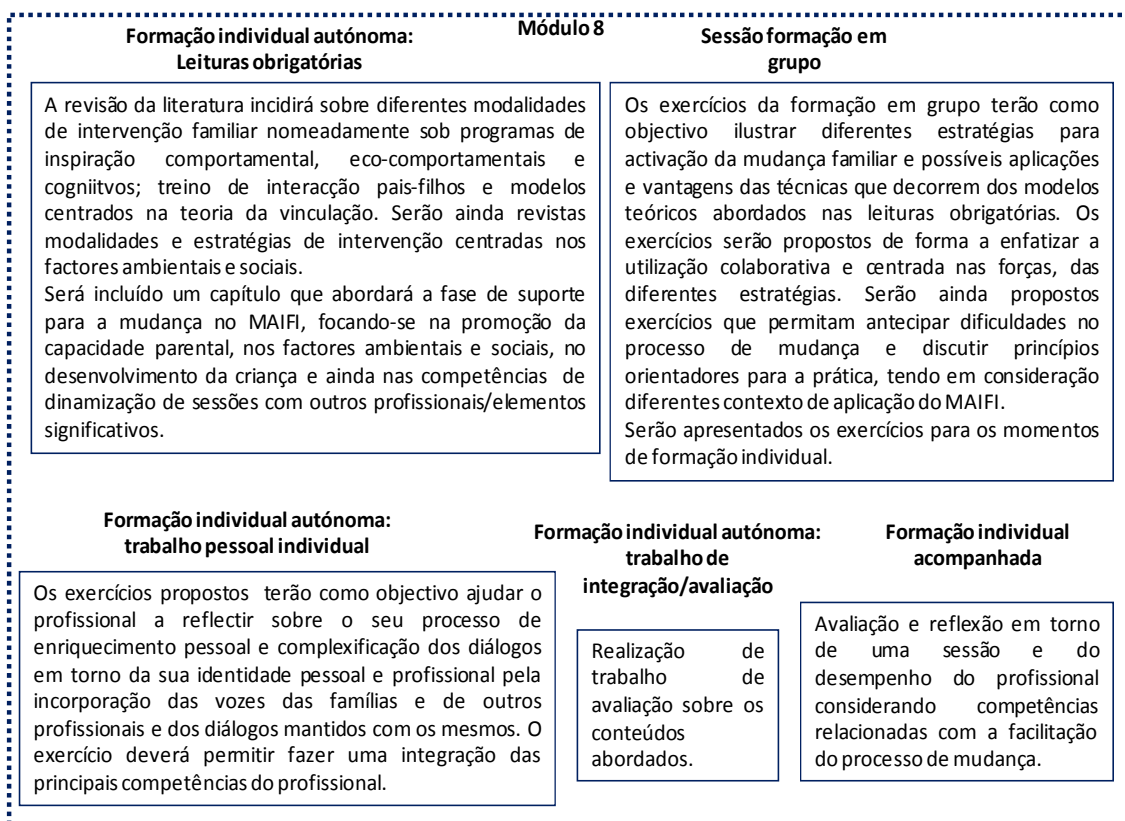 Módulo 8
Formação individual autónoma:
Leituras obrigatórias
A revisão da literatura incidirá sobre diferentes modalidades
de intervenção familiar nomeadamente sob programas de
inspiração comportamental, eco-comportamentais e
cogniitvos; treino de interacção pais-filhos e modelos
centrados na teoria da vinculação. Serão ainda revistas
modalidades e estratégias de intervenção centradas nos
factores ambientais e sociais.
Será incluído um capítulo que abordará a fase de suporte
para a mudança no MAIFI, focando-se na promoção da
capacidade parental, nos factores ambientais e sociais, no
desenvolvimento da criança e ainda nas competências de
dinamização de sessões com outros profissionais/elementos
significativos.
Sessão formação em
grupo
Os exercícios da formação em grupo terão como
objectivo ilustrar diferentes estratégias para
activação da mudança familiar e possíveis aplicações
e vantagens das técnicas que decorrem dos modelos
teóricos abordados nas leituras obrigatórias. Os
exercícios serão propostos de forma a enfatizar a
utilização colaborativa e centrada nas forças, das
diferentes estratégias. Serão ainda propostos
exercícios que permitam antecipar dificuldades no
processo de mudança e discutir princípios
orientadores para a prática, tendo em consideração
diferentes contexto de aplicação do MAIFI.
Serão apresentados os exercícios para os momentos
de formação individual.
Formação individual autónoma:
trabalho pessoal individual
Os exercícios propostos terão como objectivo ajudar o
profissional a reflectir sobre o seu processo de
enriquecimento pessoal e complexificação dos diálogos
em torno da sua identidade pessoal e profissional pela
incorporação das vozes das famílias e de outros
profissionais e dos diálogos mantidos com os mesmos. O
exercício deverá permitir fazer uma integração das
principais competências do profissional.
Formação individual autónoma:
trabalho de
integração/avaliação
Realização de
trabalho de
avaliação sobre os
conteúdos
abordados.
Formação individual
acompanhada
Avaliação e reflexão em torno
de uma sessão e do
desempenho do profissional
considerando competências
relacionadas com a facilitação
do processo de mudança.